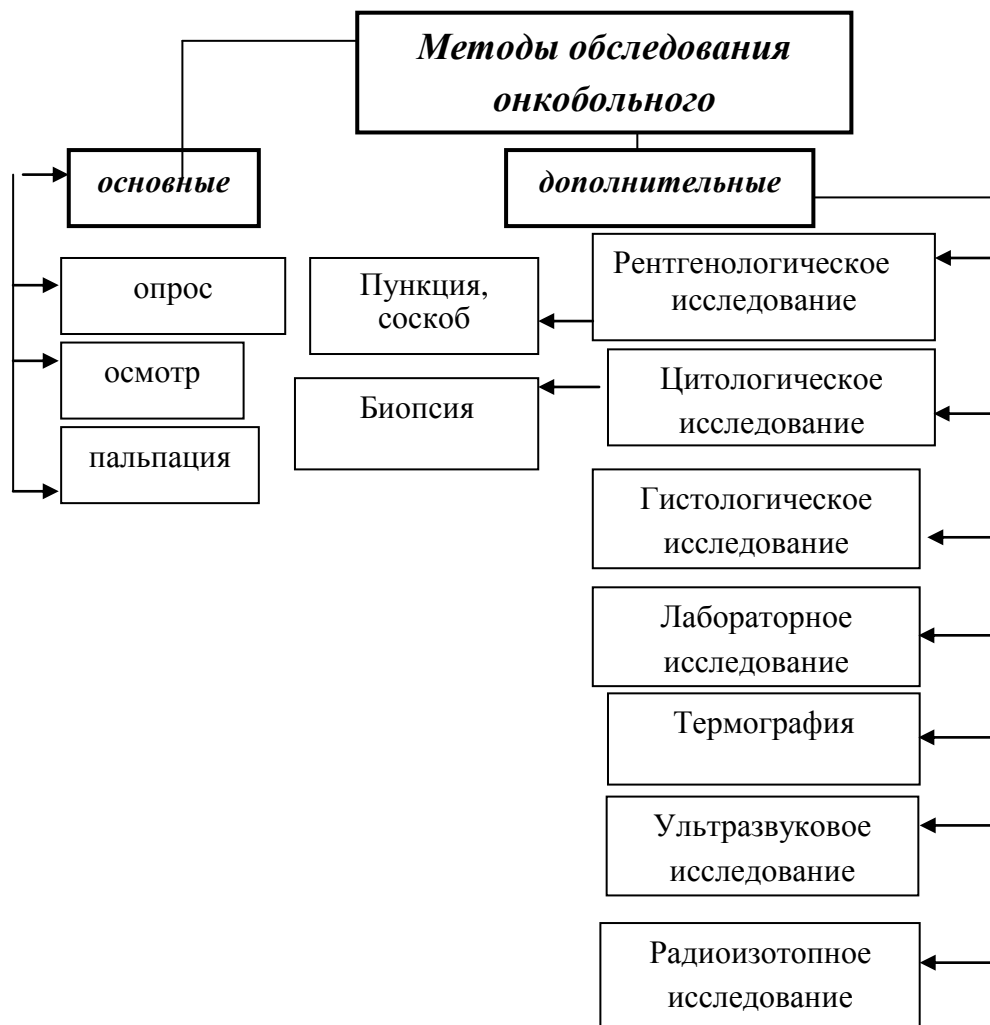 Методы обследования
онкобольного
основные
дополнительные
опрос
осмотр
пальпация
Пункция,
соскоб
Биопсия
Рентгенологическое
исследование
Цитологическое
исследование
Гистологическое
исследование
Лабораторное
исследование
Термография
Ультразвуковое
исследование
Радиоизотопное
исследование